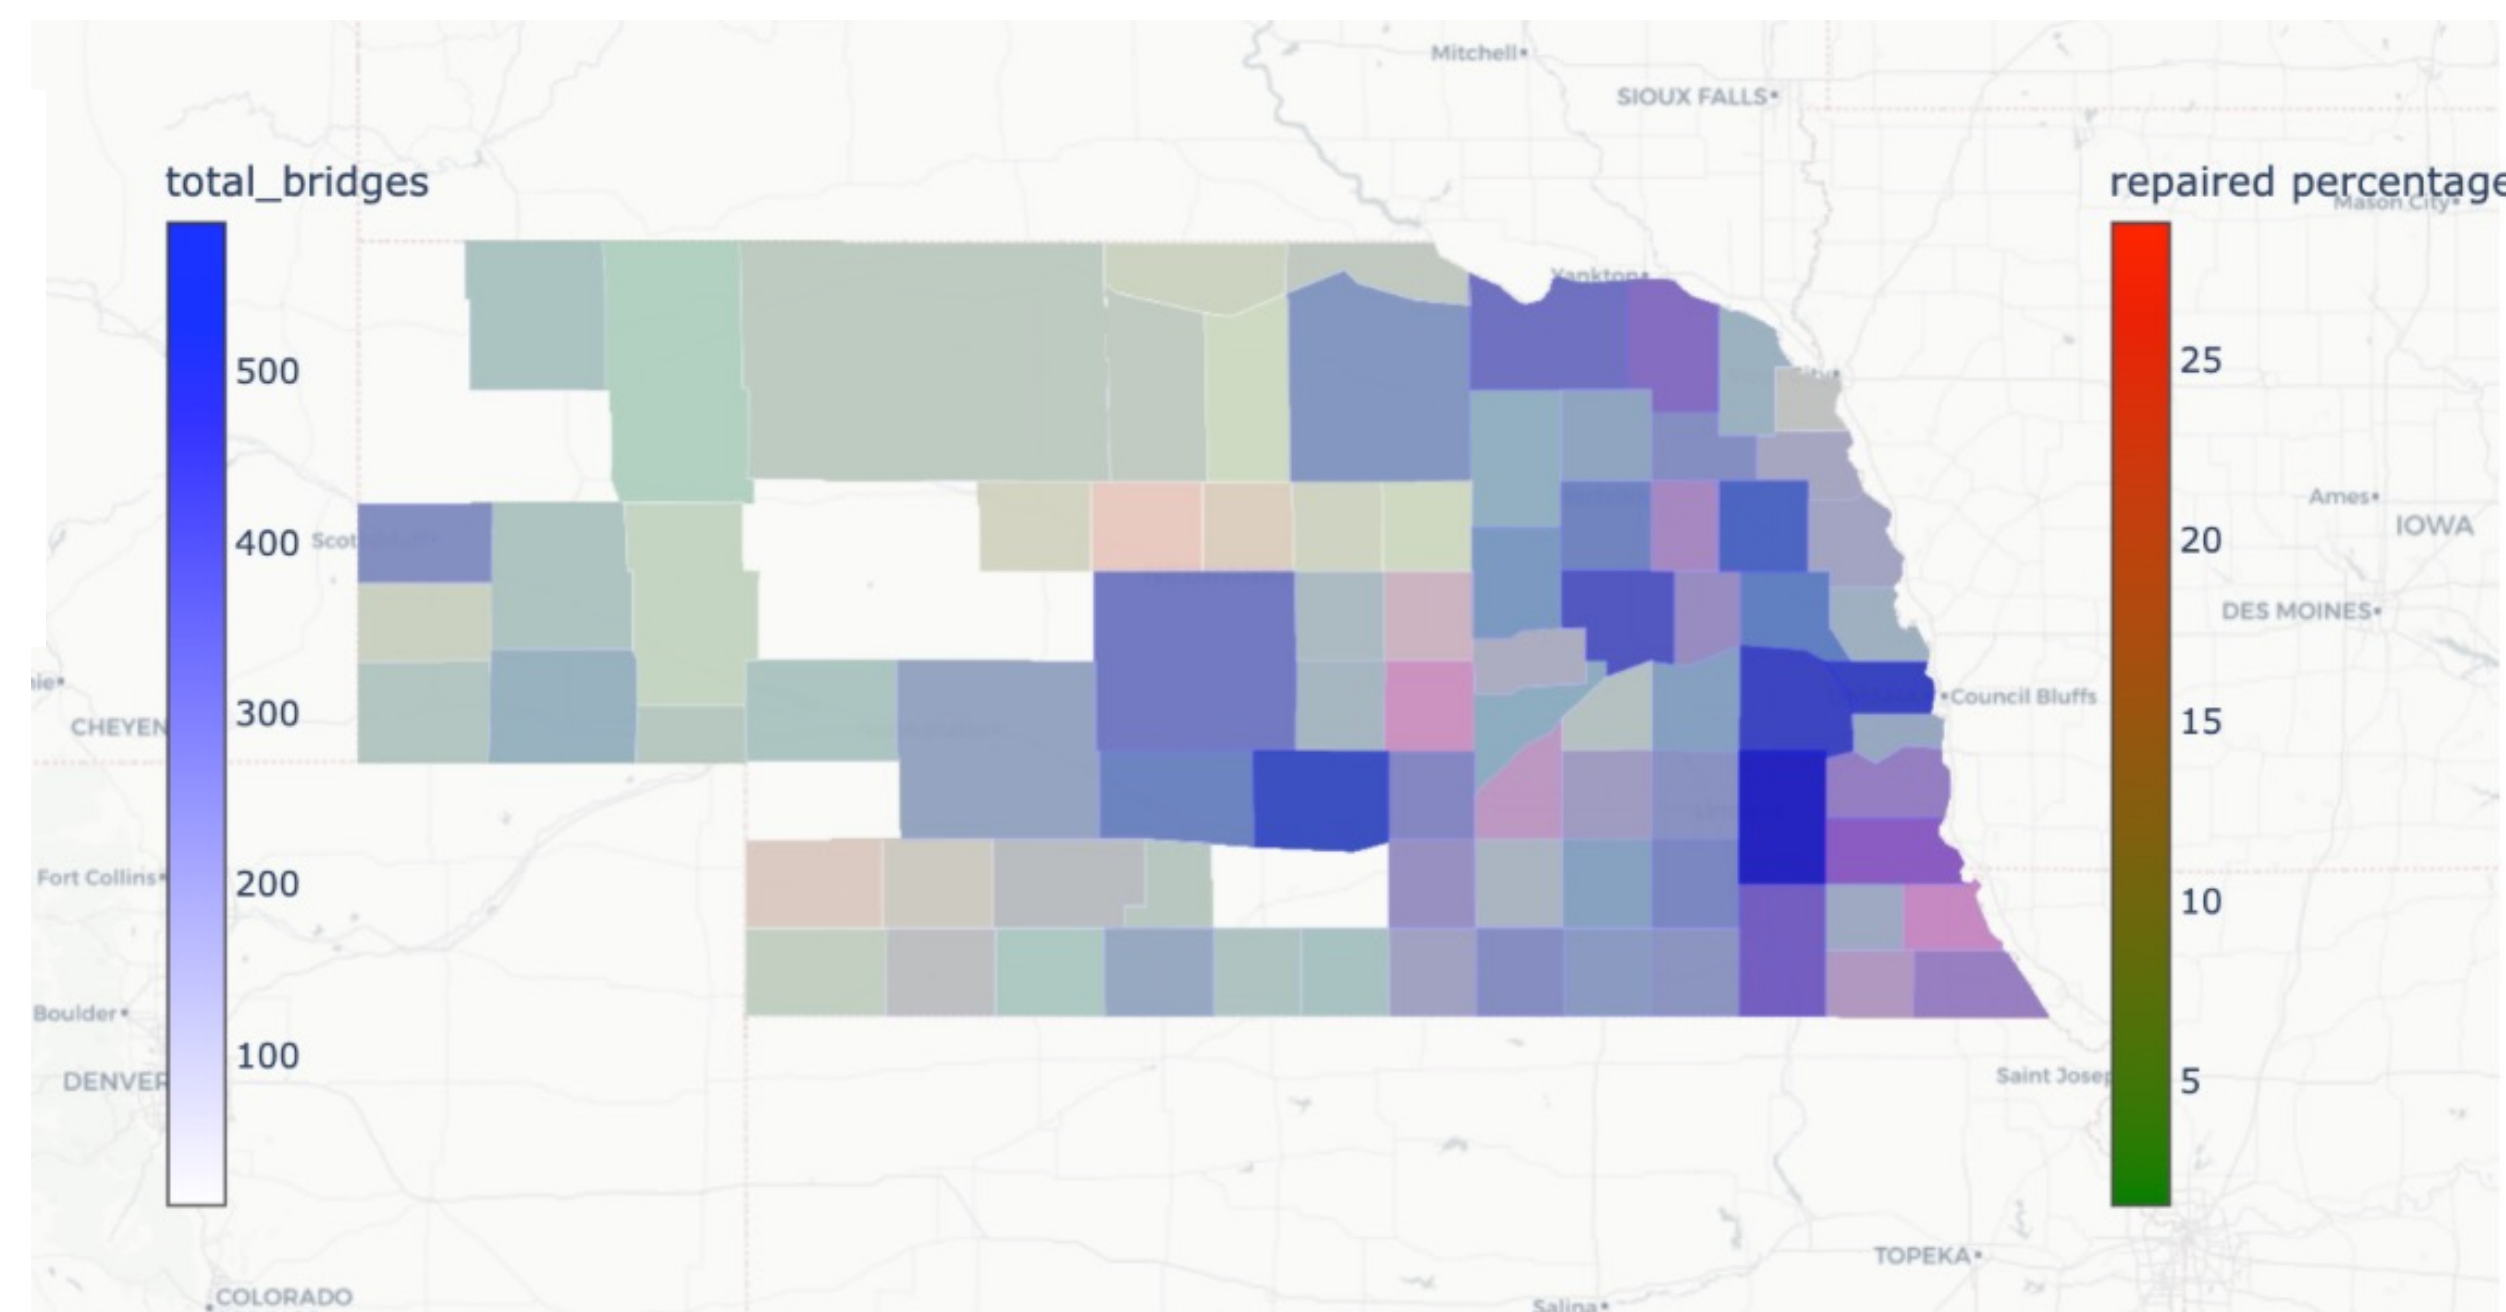 Mitchell
SIOUX FALLS
total_bridges
repaired percentage
Mason City
Yankton
500
25
400
20
Ames
IOWA
DES MOINES
300
15
CHEYEN
Council Bluffs
200
10
Fort Collins
Boulder
100
5
DENVER
Saint Josep
TOPEKA
COLORADO
Salina